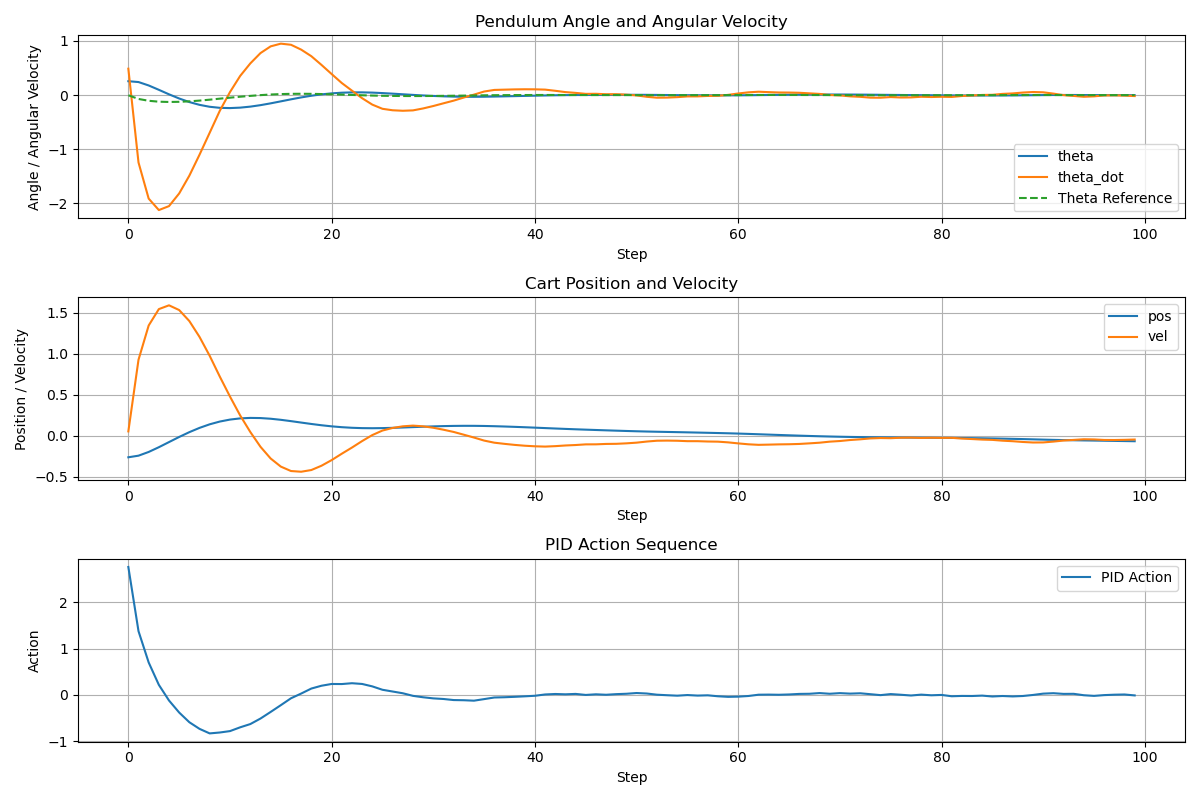 Pendulum Angle and Angular Velocity
Angle / Angular Velocity
1
0
−1
−2
theta
theta_dot
Theta Reference
0 20 40 60 80 100
Step
Cart Position and Velocity
Position / Velocity
1.5
1.0
0.5
0.0
−0.5
pos
vel
0 20 40 60 80 100
Step
PID Action Sequence
Action
2
1
0
−1
PID Action
0 20 40 60 80 100
Step